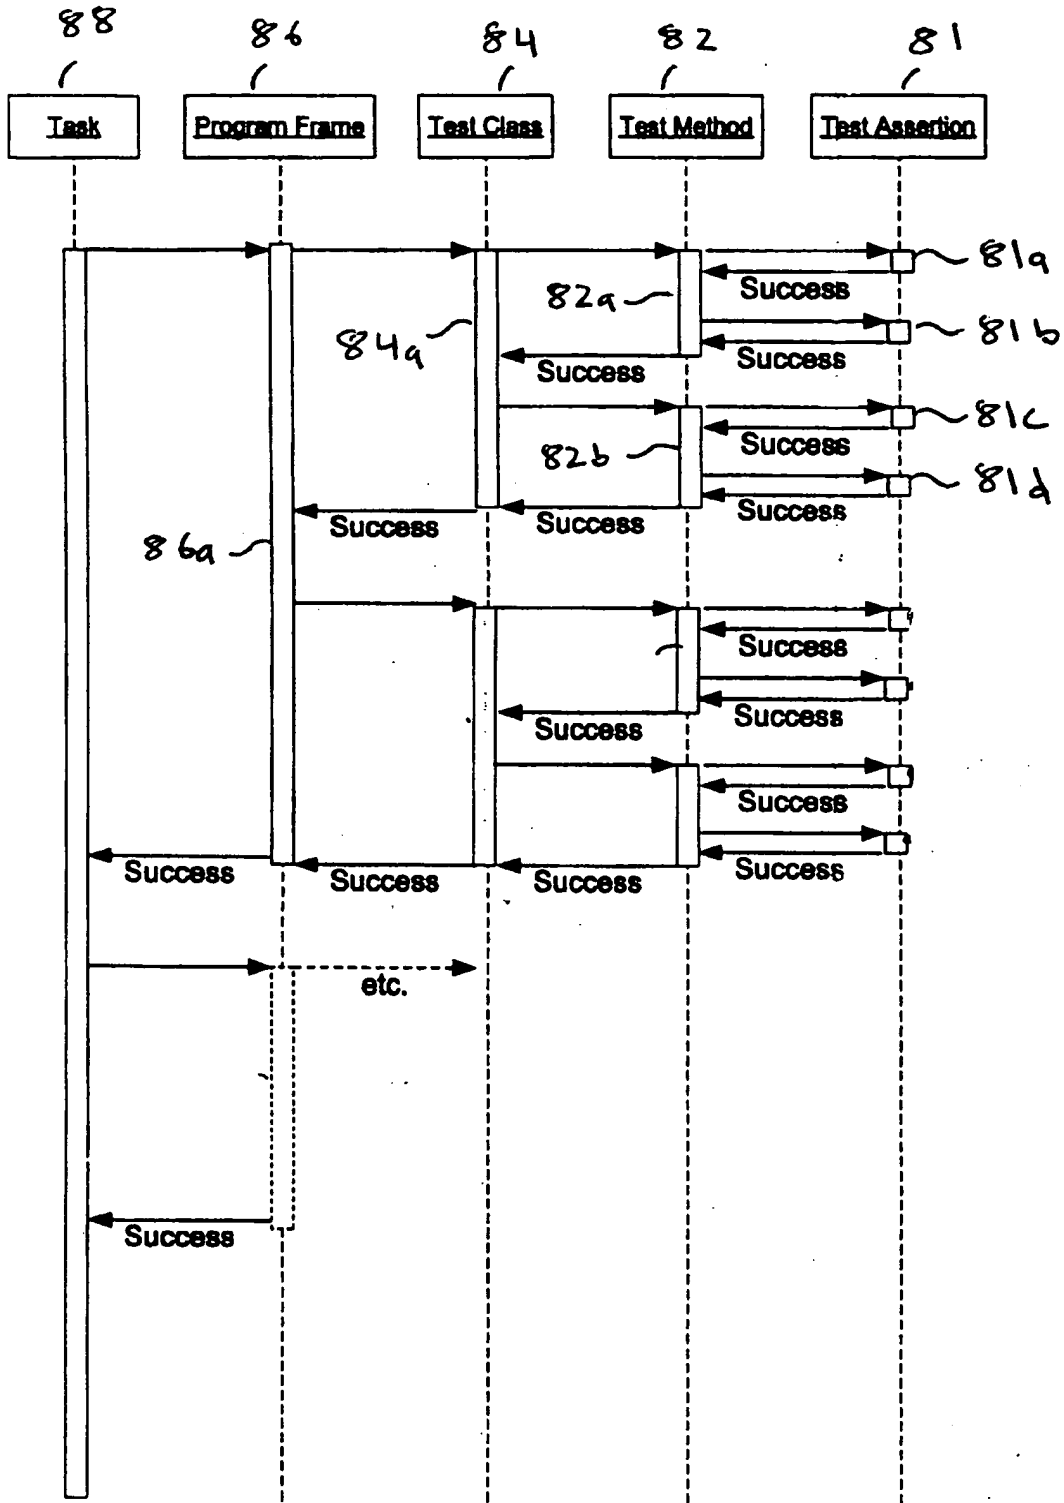 88 86 84 82 81
Task Program Frame Test Class Test Method Test Assertion
81a
Success
82a
81b
84a
Success
Success
81c
Success
82b
81d
Success Success Success
86a
Success
Success
Success
Success
Success Success Success Success
etc.
Success